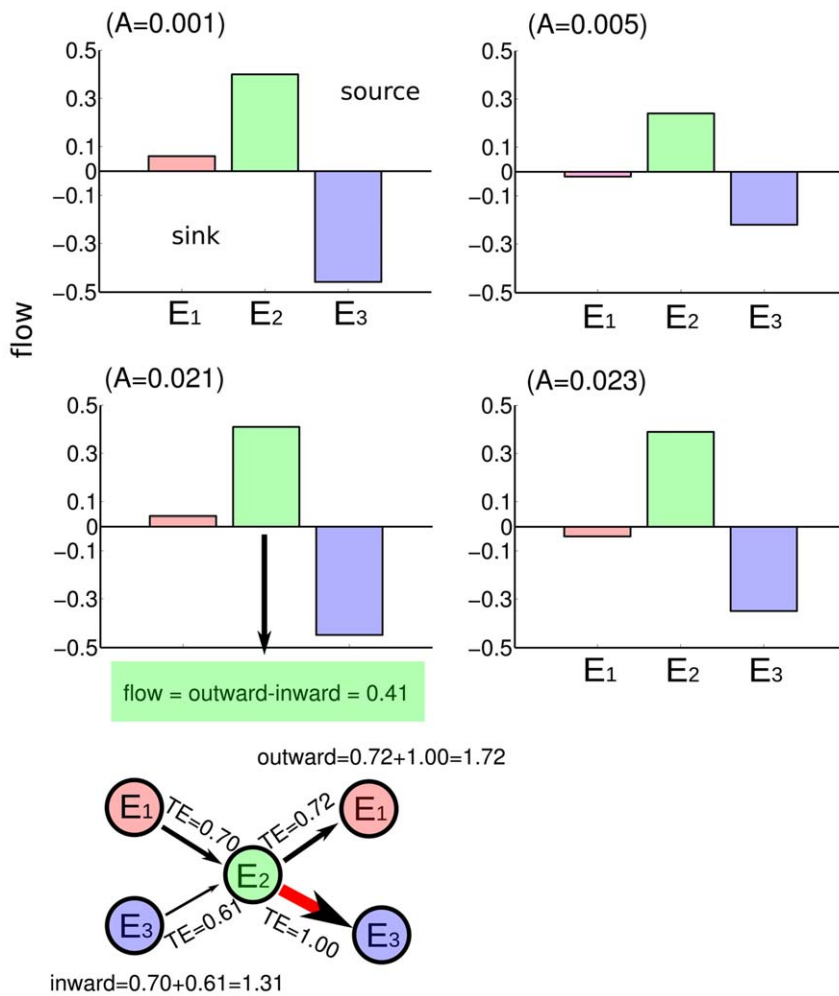 (A=0.001)
0.5
0.3
0.1
0
−0.1
−0.3
−0.5
source
sink
E1
E2
E3
(A=0.005)
0.5
0.3
0.1
0
−0.1
−0.3
−0.5
E1
E2
E3
flow
(A=0.021)
0.5
0.3
0.1
0
−0.1
−0.3
−0.5
(A=0.023)
0.5
0.3
0.1
0
−0.1
−0.3
−0.5
E1
E2
E3
flow = outward-inward = 0.41
outward=0.72+1.00=1.72
E1
TE=0.70
TE=0.72
E1
E2
E3
TE=0.61
TE=1.00
E3
inward=0.70+0.61=1.31